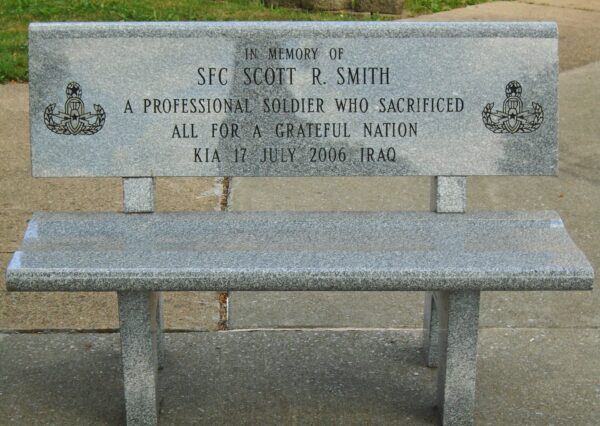 IN MEMORY OF
SFC SCOTT R. SMITH
A PROFESSIONAL SOLDIER WHO SACRIFICED
ALL FOR A GRATEFUL NATION
KIA 17 JULY 2006 IRAQ